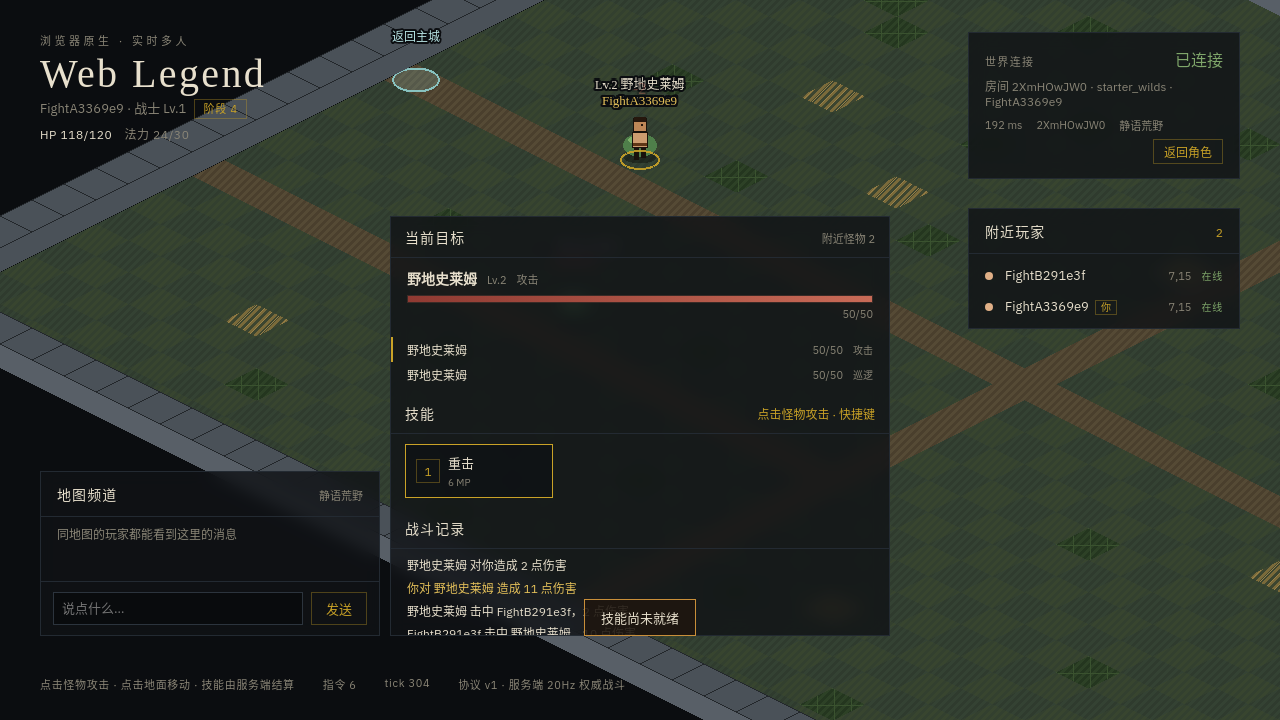 浏览器原生 · 实时多人
Web Legend
FightA3369e9 · 战士 Lv.1 阶段 4
HP 118/120 法力 24/30
返回主城
Lv.2 野地史莱姆
FightA3369e9
世界连接 已连接
房间 2XmHOwJW0 · starter_wilds ·
FightA3369e9
192 ms 2XmHOwJW0 静语荒野
返回角色
附近玩家 2
FightB291e3f 7,15 在线
FightA3369e9 你 7,15 在线
当前目标 附近怪物 2
野地史莱姆 Lv.2 攻击
50/50
野地史莱姆 50/50 攻击
野地史莱姆 50/50 巡逻
技能 点击怪物攻击 · 快捷键
1 重击
6 MP
战斗记录
野地史莱姆 对你造成 2 点伤害
你对 野地史莱姆 造成 11 点伤害
野地史莱姆 击中 FightB291e3f，
FightB291e3f 击中 野地史莱姆
技能尚未就绪
地图频道 静语荒野
同地图的玩家都能看到这里的消息
说点什么...
发送
点击怪物攻击 · 点击地面移动 · 技能由服务端结算 指令 6 tick 304 协议 v1 · 服务端 20Hz 权威战斗